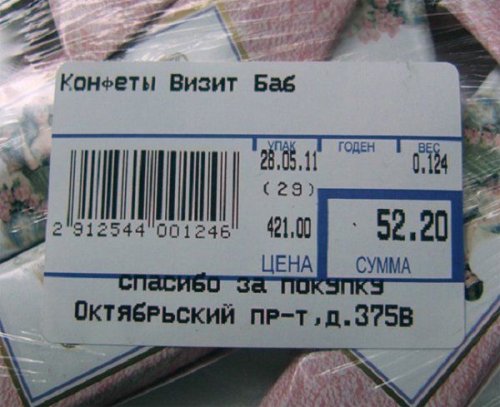 Конфеты Визит Баб
УПАК ГОДЕН ВЕС
28.05.11 0.124
(29)
421.00 52.20
2 912544 001246
ЦЕНА СУММА
спасибо за покупку
Октябрьский пр-т,д.375В